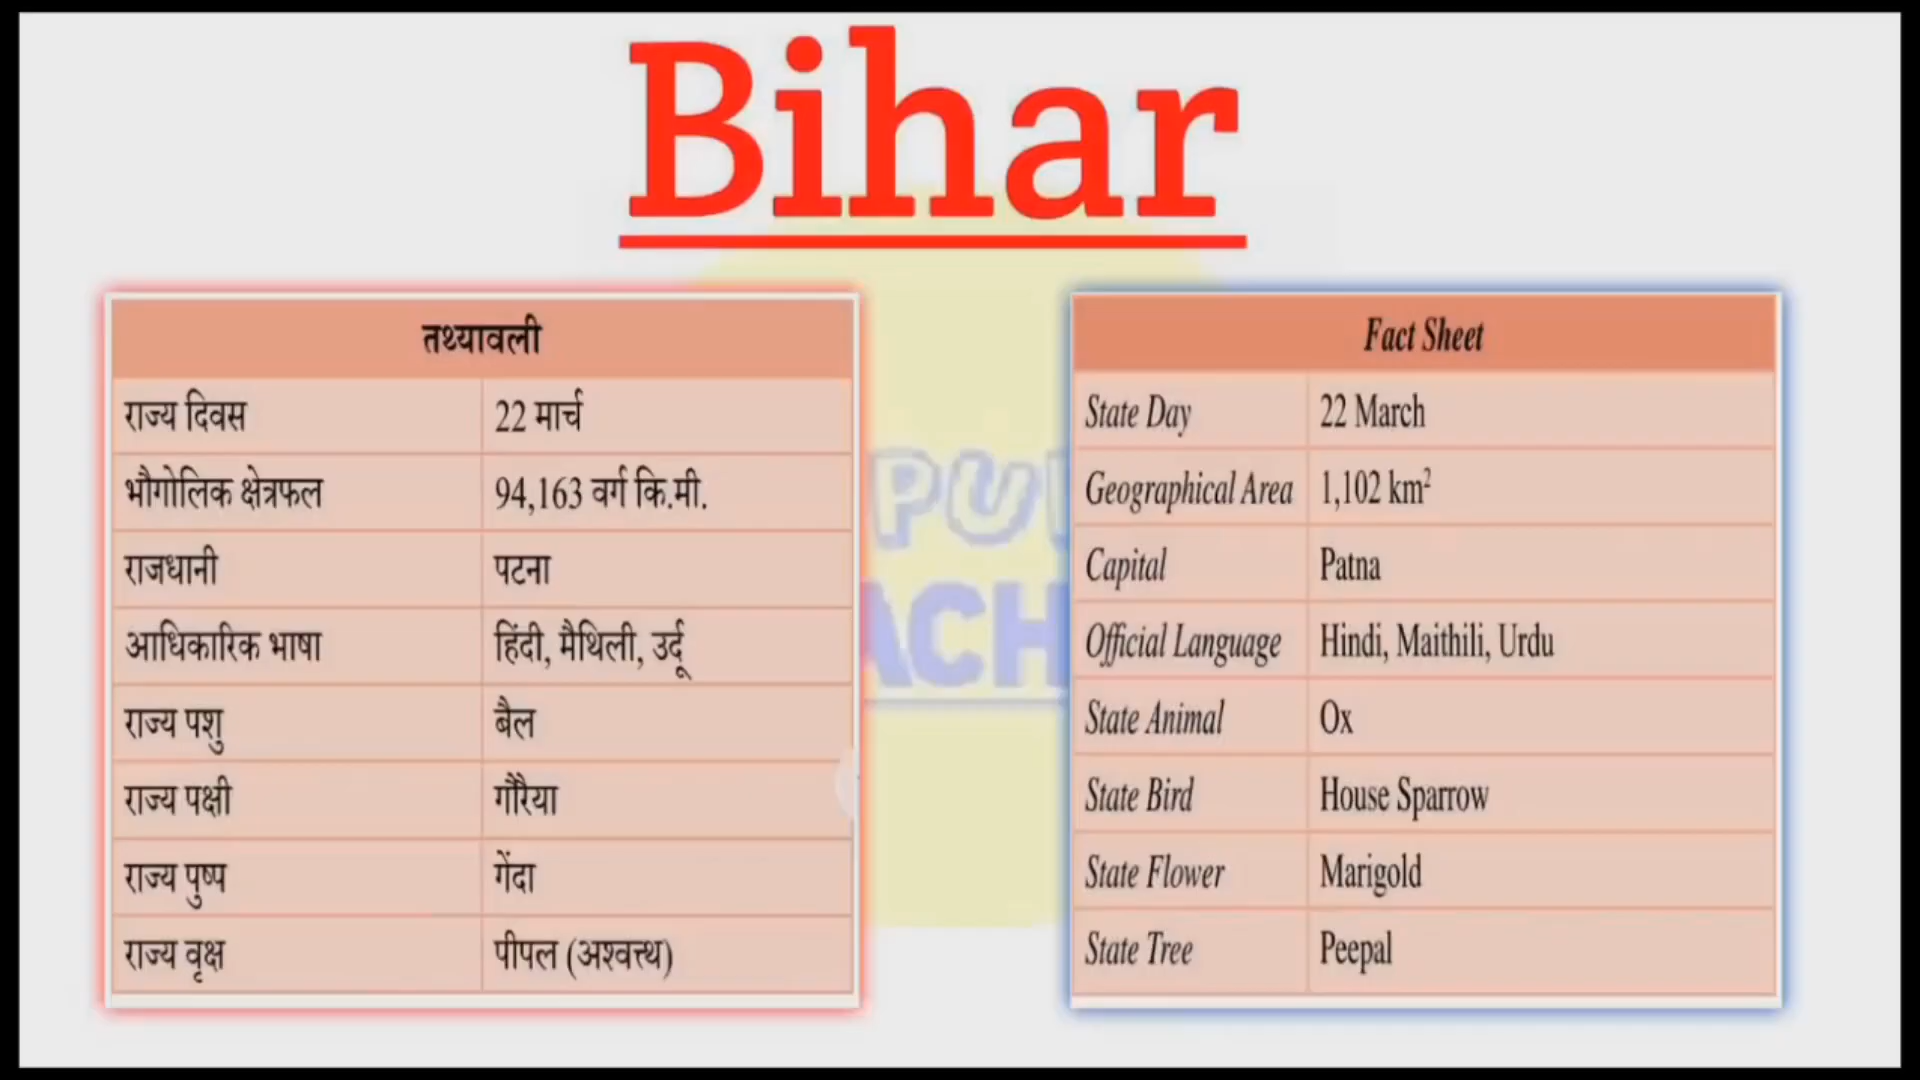 Bihar
तथ्यावली
राज्य दिवस 22 मार्च
भौगोलिक क्षेत्रफल 94,163 वर्ग कि.मी.
राजधानी पटना
आधिकारिक भाषा हिंदी, मैथिली, उर्दू
राज्य पशु बैल
राज्य पक्षी गौरैया
राज्य पुष्प गेंदा
राज्य वृक्ष पीपल (अश्वत्त्थ)
Fact Sheet
State Day 22 March
Geographical Area 1,102 km²
Capital Patna
Official Language Hindi, Maithili, Urdu
State Animal Ox
State Bird House Sparrow
State Flower Marigold
State Tree Peepal